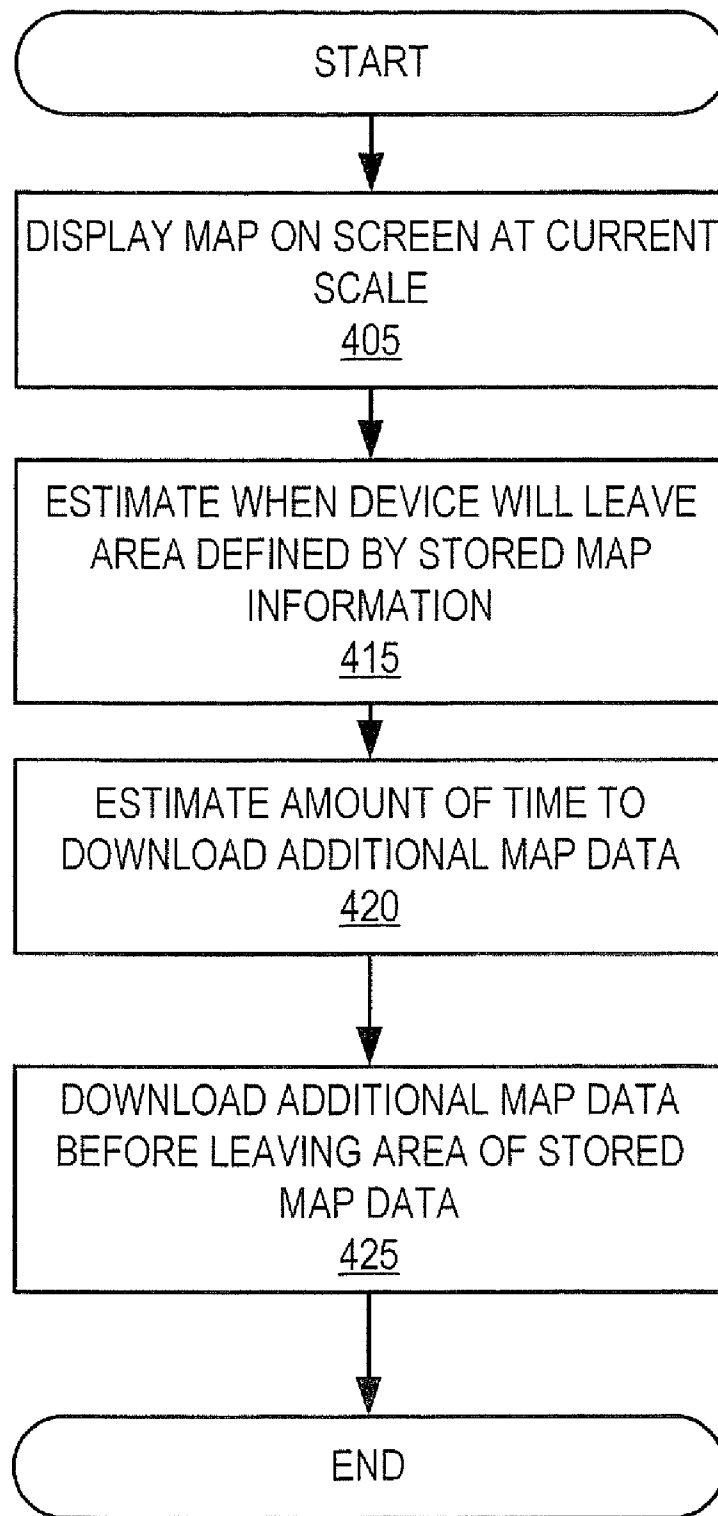 START
DISPLAY MAP ON SCREEN AT CURRENT
SCALE
405
ESTIMATE WHEN DEVICE WILL LEAVE
AREA DEFINED BY STORED MAP
INFORMATION
415
ESTIMATE AMOUNT OF TIME TO
DOWNLOAD ADDITIONAL MAP DATA
420
DOWNLOAD ADDITIONAL MAP DATA
BEFORE LEAVING AREA OF STORED
MAP DATA
425
END